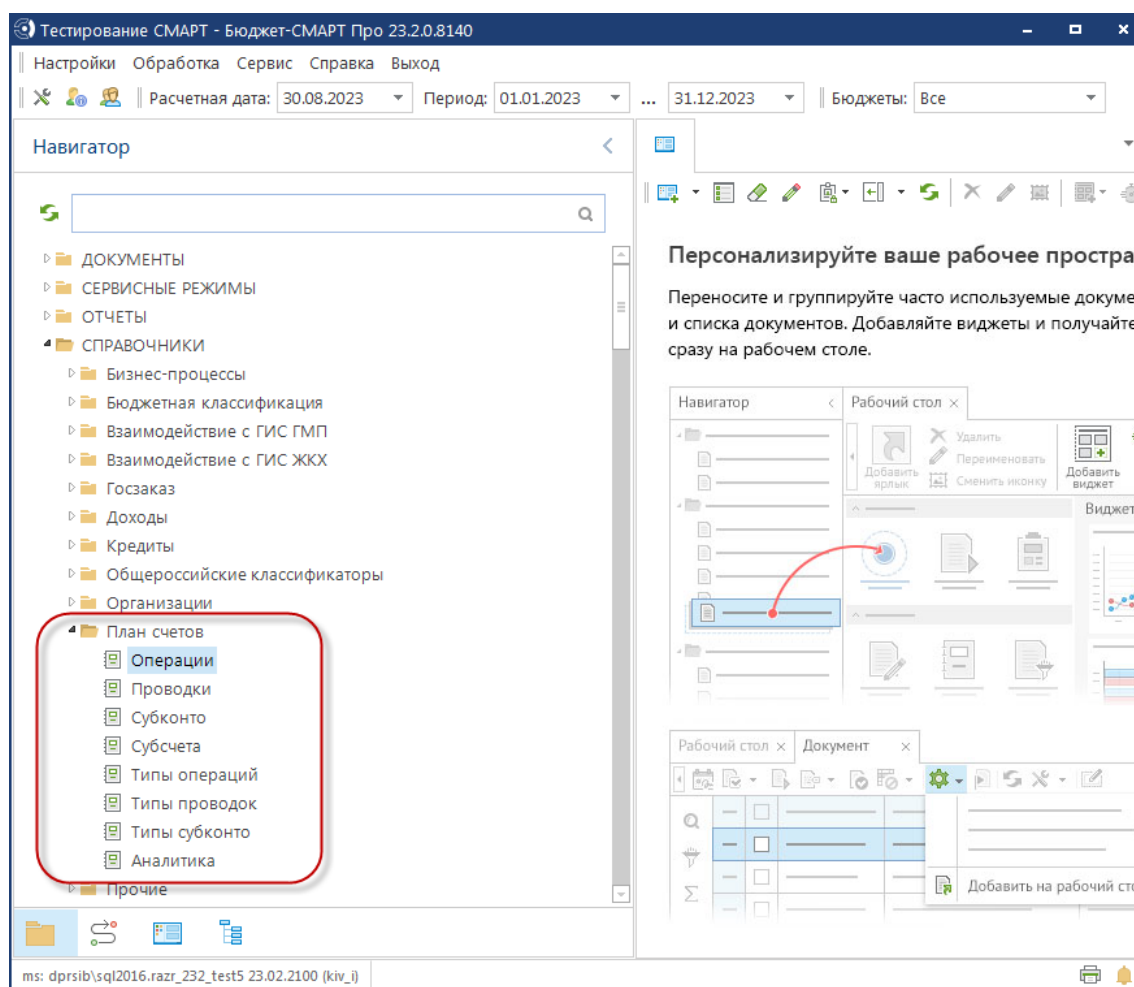 Тестирование СМАРТ - Бюджет-СМАРТ Про 23.2.0.8140
Настройки Обработка Сервис Справка Выход
Расчетная дата: 30.08.2023 Период: 01.01.2023 ... 31.12.2023 Бюджеты: Все
Навигатор
ДОКУМЕНТЫ
СЕРВИСНЫЕ РЕЖИМЫ
ОТЧЕТЫ
СПРАВОЧНИКИ
Бизнес-процессы
Бюджетная классификация
Взаимодействие с ГИС ГМП
Взаимодействие с ГИС ЖКХ
Госзаказ
Доходы
Кредиты
Общероссийские классификаторы
Организации
План счетов
Операции
Проводки
Субконто
Субсчета
Типы операций
Типы проводок
Типы субконто
Аналитика
Прочие
Персонализируйте ваше рабочее простра
Переносите и группируйте часто используемые докуме
и списка документов. Добавляйте виджеты и получайте
сразу на рабочем столе.
Навигатор Рабочий стол
Удалить
Переименовать
Сменить иконку
Добавить
ярлык
Добавить
виджет
Виджет
Рабочий стол Документ
Добавить на рабочий сто
ms: dprsib\sql2016.razr_232_test5 23.02.2100 (kiv_i)